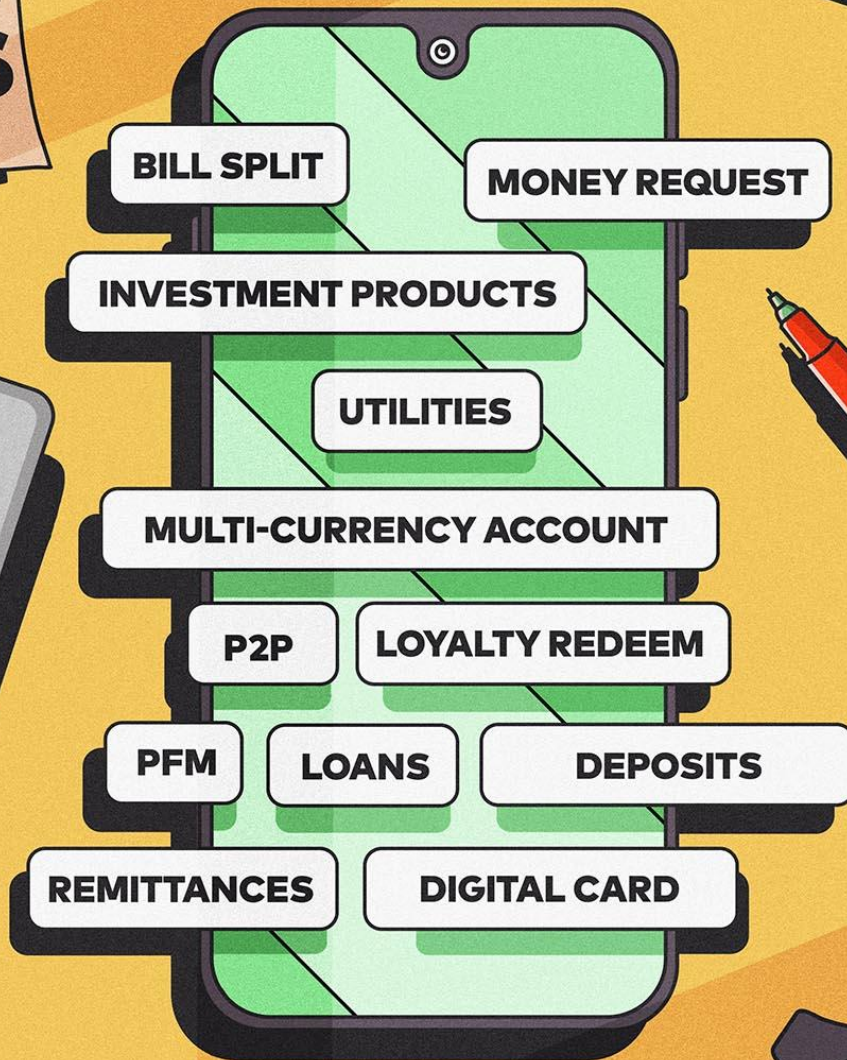 S
BILL SPLIT
MONEY REQUEST
INVESTMENT PRODUCTS
UTILITIES
MULTI-CURRENCY ACCOUNT
P2P
LOYALTY REDEEM
PFM
LOANS
DEPOSITS
REMITTANCES
DIGITAL CARD